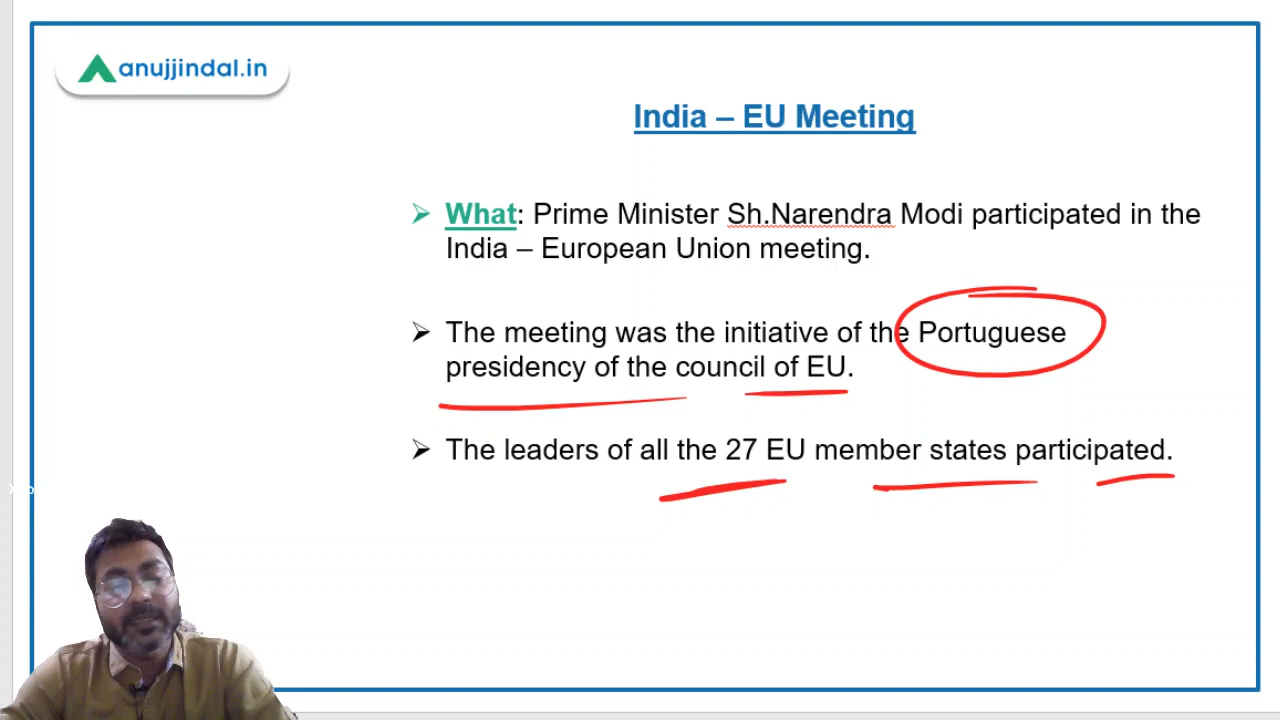 anujjindal.in
India – EU Meeting
What: Prime Minister Sh.Narendra Modi participated in the
India – European Union meeting.
The meeting was the initiative of the Portuguese
presidency of the council of EU.
The leaders of all the 27 EU member states participated.